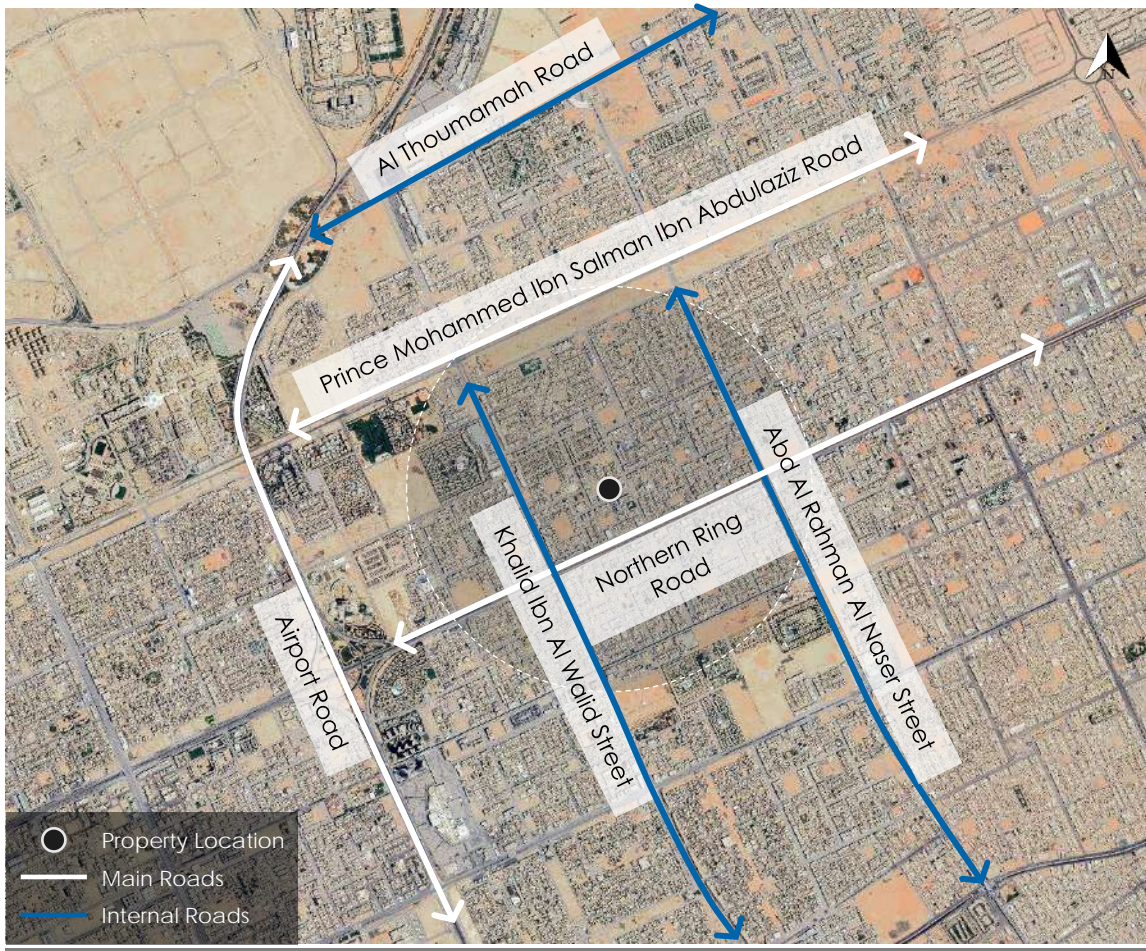 N
Al Thoumamah Road
Prince Mohammed Ibn Salman Ibn Abdulaziz Road
Abd Al Rahman Al Naser Street
Northern Ring
Road
Khalid Ibn Al Walid Street
Airport Road
Property Location
Main Roads
Internal Roads